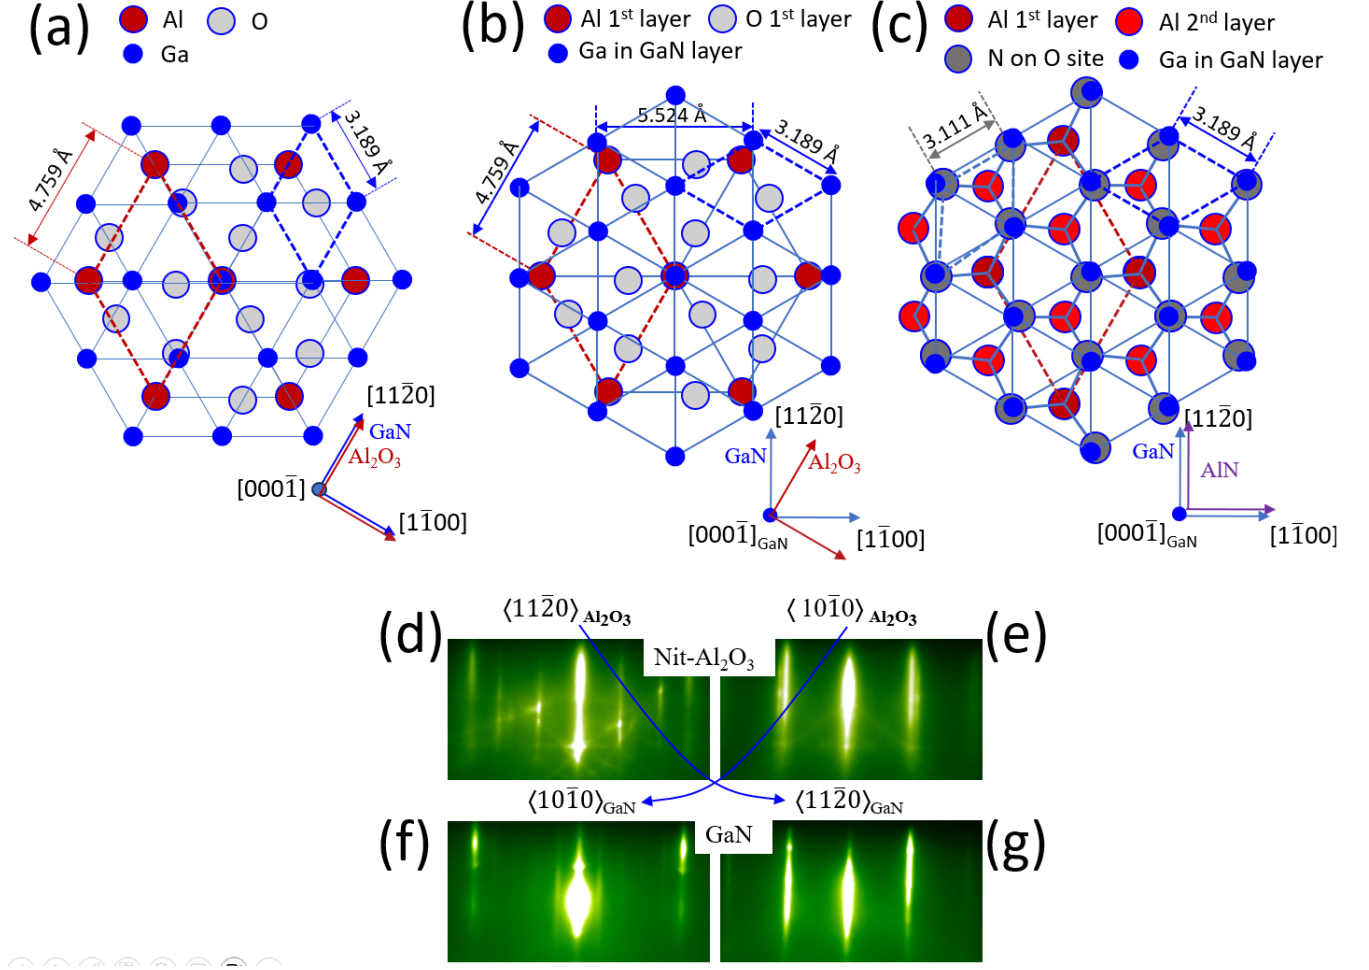 (a)
Al
O
Ga
4.759 Å
3.189 Å
[112̅0]
GaN
Al₂O₃
[0001̅]
[11̅00]
(b)
Al 1ˢᵗ layer
O 1ˢᵗ layer
Ga in GaN layer
5.524 Å
4.759 Å
3.189 Å
[112̅0]
GaN
Al₂O₃
[0001̅]GaN
[11̅00]
(c)
Al 1ˢᵗ layer
Al 2ⁿᵈ layer
N on O site
Ga in GaN layer
3.111 Å
3.189 Å
[112̅0]
GaN
AlN
[0001̅]GaN
[11̅00]
(d)
⟨112̅0⟩Al₂O₃
⟨101̅0⟩Al₂O₃
(e)
Nit-Al₂O₃
⟨101̅0⟩GaN
⟨112̅0⟩GaN
(f)
GaN
(g)